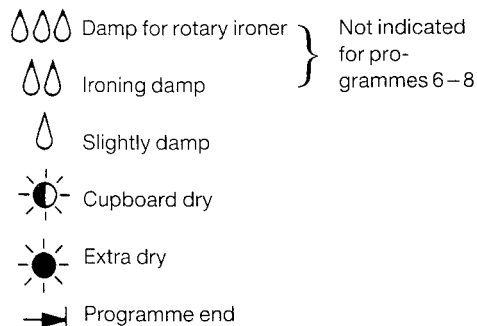 Damp for rotary ironer
Ironing damp
Not indicated
for pro-
grammes 6–8
Slightly damp
Cupboard dry
Extra dry
Programme end